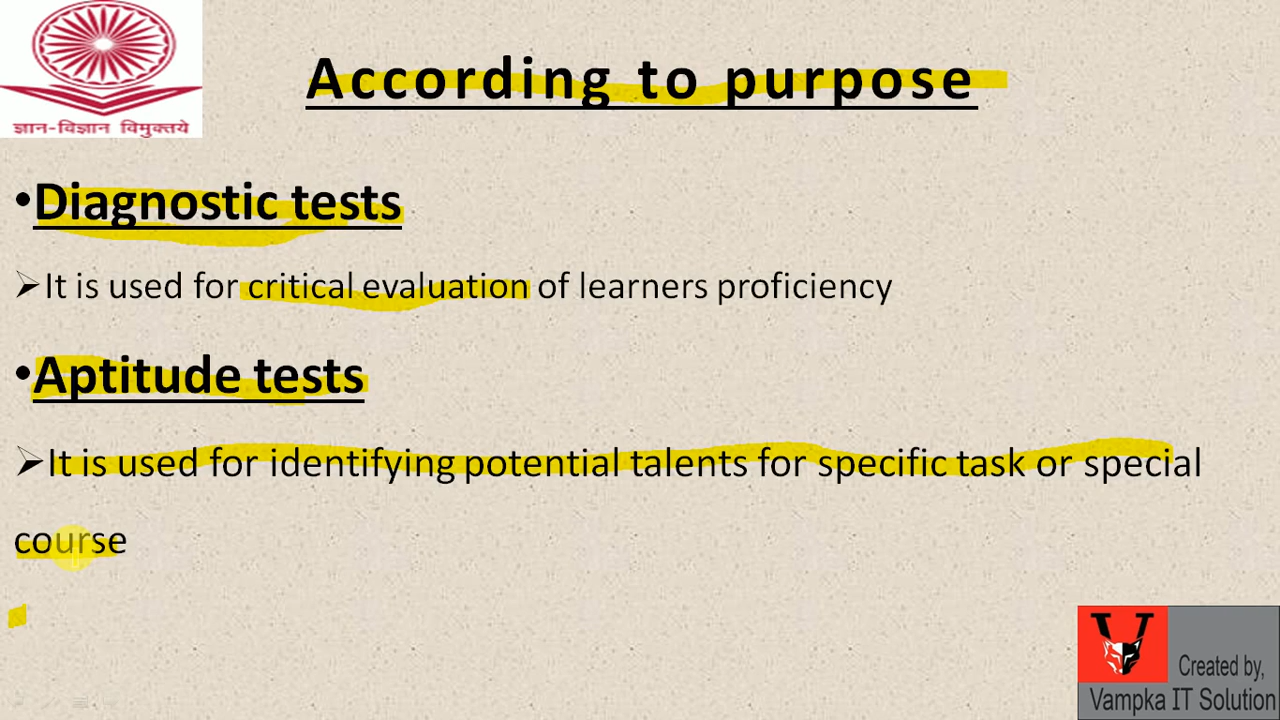 ज्ञान-विज्ञान विमुक्तये
According to purpose
•Diagnostic tests
➢It is used for critical evaluation of learners proficiency
•Aptitude tests
➢It is used for identifying potential talents for specific task or special
course
V
Created by,
Vampka IT Solution